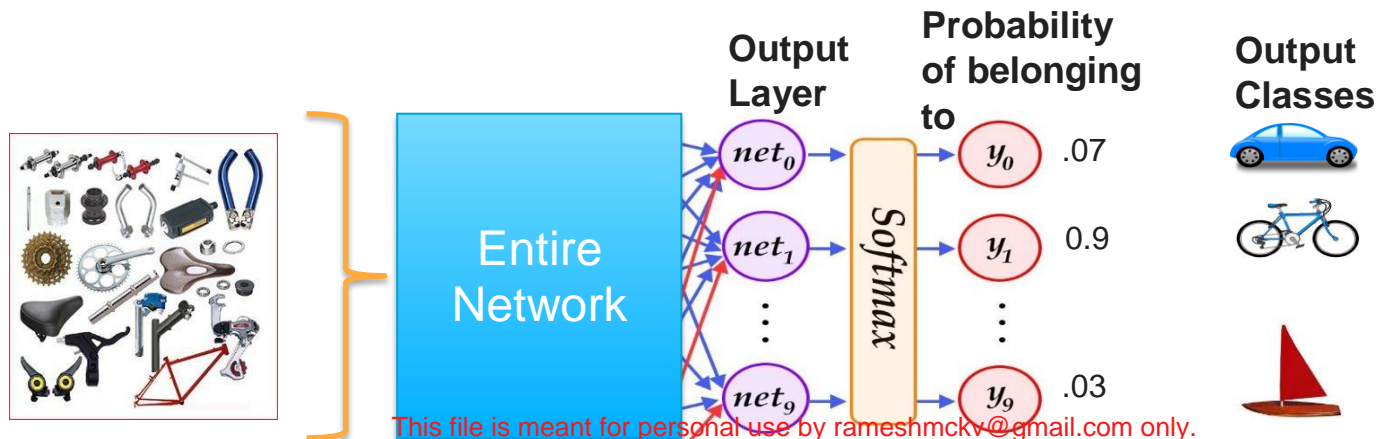 Output
Layer
Probability
of belonging
to
Output
Classes
Entire
Network
net0
net1
⋮
net9
Softmax
y0
y1
⋮
y9
.07
0.9
.03
This file is meant for personal use by rameshmckv@gmail.com only.